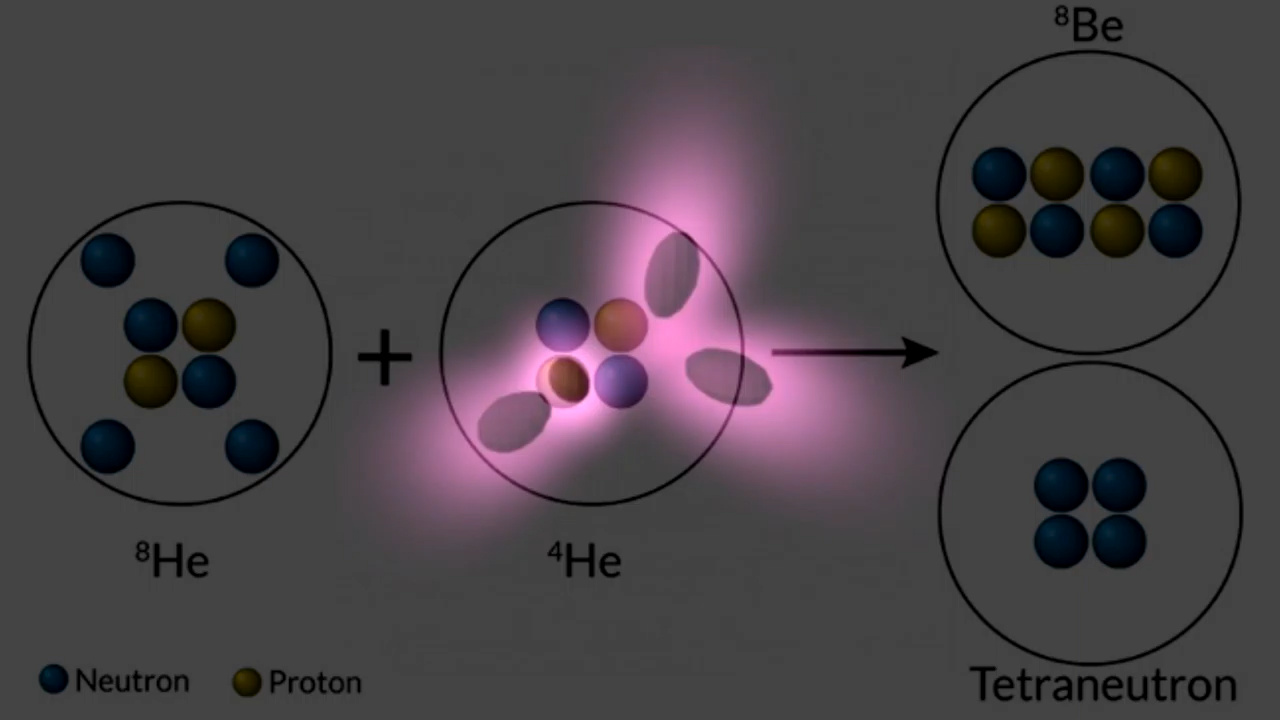 ⁸Be
+
⁸He
⁴He
Neutron
Proton
Tetraneutron